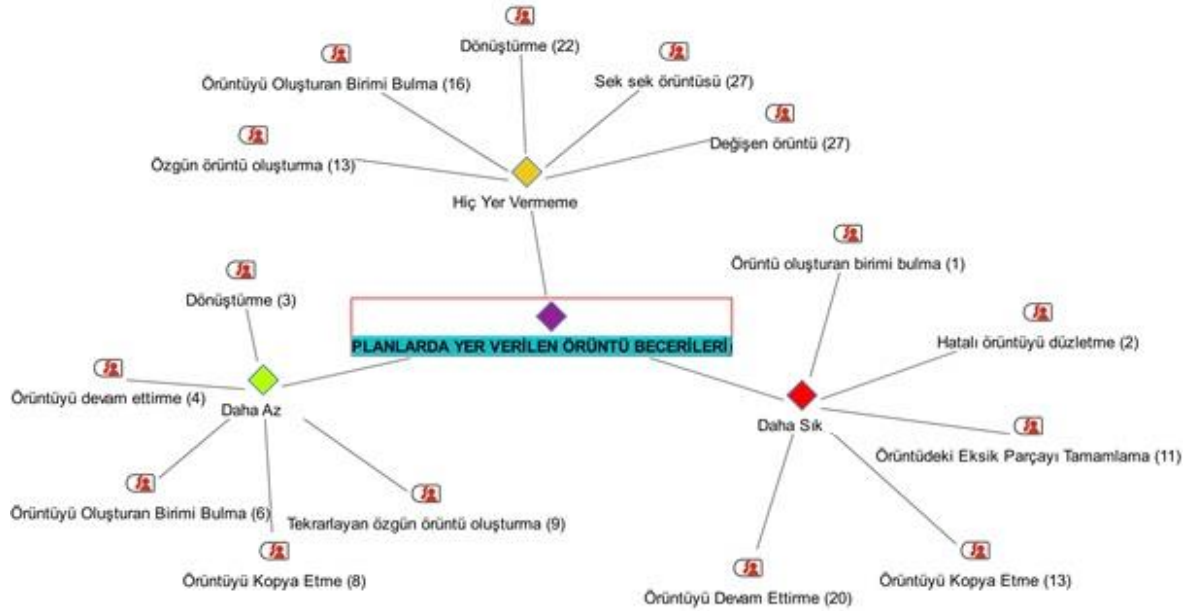 Dönüştürme (22)
Örüntüyü Oluşturan Birimi Bulma (16)
Sek sek örüntüsü (27)
Özgün örüntü oluşturma (13)
Değişen örüntü (27)
Hiç Yer Vermeme
Örüntü oluşturan birimi bulma (1)
Dönüştürme (3)
PLANLARDA YER VERİLEN ÖRÜNTÜ BECERİLERİ
Hatalı örüntüyü düzletme (2)
Örüntüyü devam ettirme (4)
Daha Az
Daha Sık
Örüntüdeki Eksik Parçayı Tamamlama (11)
Örüntüyü Oluşturan Birimi Bulma (6)
Tekrarlayan özgün örüntü oluşturma (9)
Örüntüyü Kopya Etme (8)
Örüntüyü Kopya Etme (13)
Örüntüyü Devam Ettirme (20)